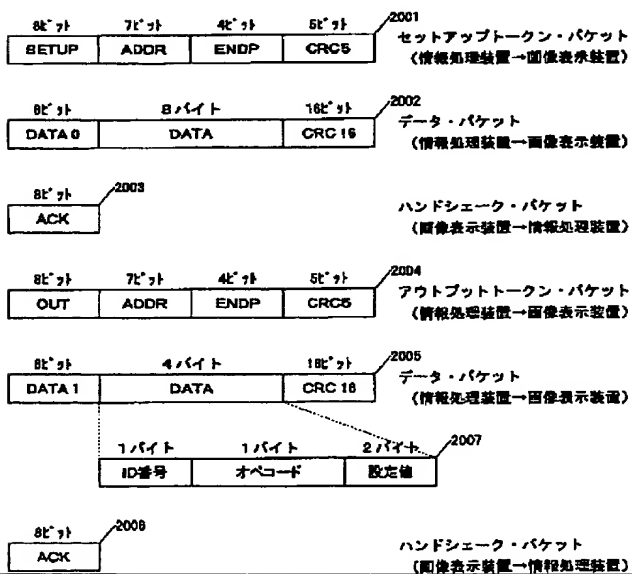 8ビット 7ビット 4ビット 5ビット 2001
SETUP ADDR ENDP CRC5 セットアップトークン・パケット
(情報処理装置→画像表示装置)
8ビット 8バイト 16ビット 2002
DATA0 DATA CRC16 データ・パケット
(情報処理装置→画像表示装置)
8ビット 2003
ACK ハンドシェーク・パケット
(画像表示装置→情報処理装置)
8ビット 7ビット 4ビット 5ビット 2004
OUT ADDR ENDP CRC5 アウトプットトークン・パケット
(情報処理装置→画像表示装置)
8ビット 4バイト 16ビット 2005
DATA1 DATA CRC16 データ・パケット
(情報処理装置→画像表示装置)
1バイト 1バイト 2バイト 2007
ID番号 オペコード 設定値
8ビット 2006
ACK ハンドシェーク・パケット
(画像表示装置→情報処理装置)